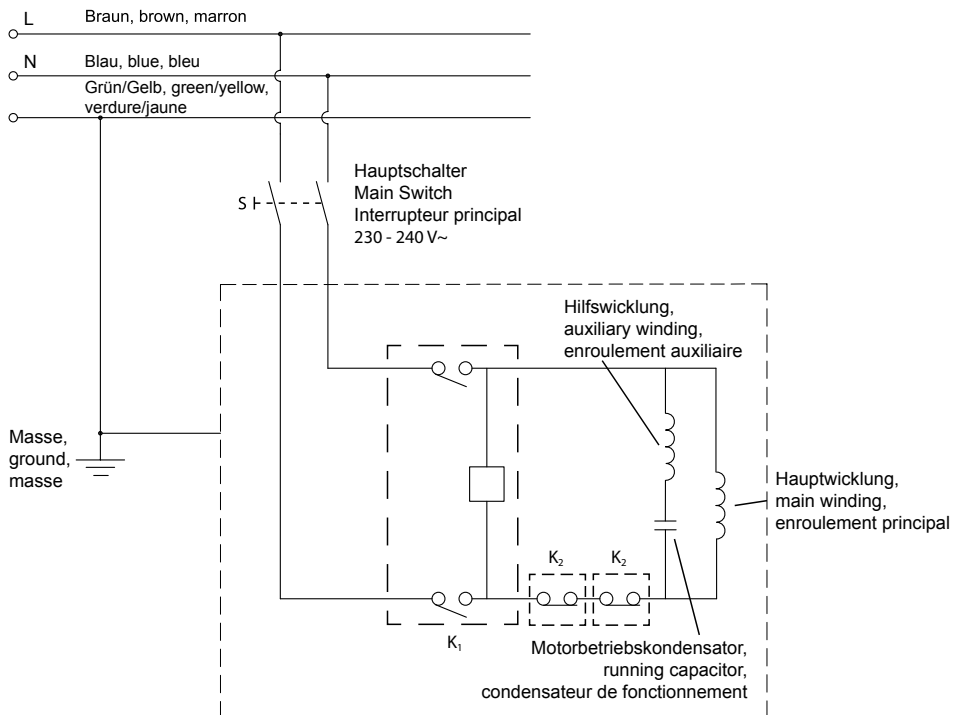 L
Braun, brown, marron
N
Blau, blue, bleu
Grün/Gelb, green/yellow,
verdure/jaune
Hauptschalter
Main Switch
Interrupteur principal
230 - 240 V~
S
Hilfswicklung,
auxiliary winding,
enroulement auxiliaire
Masse,
ground,
masse
Hauptwicklung,
main winding,
enroulement principal
K₂
K₂
K₁
Motorbetriebskondensator,
running capacitor,
condensateur de fonctionnement